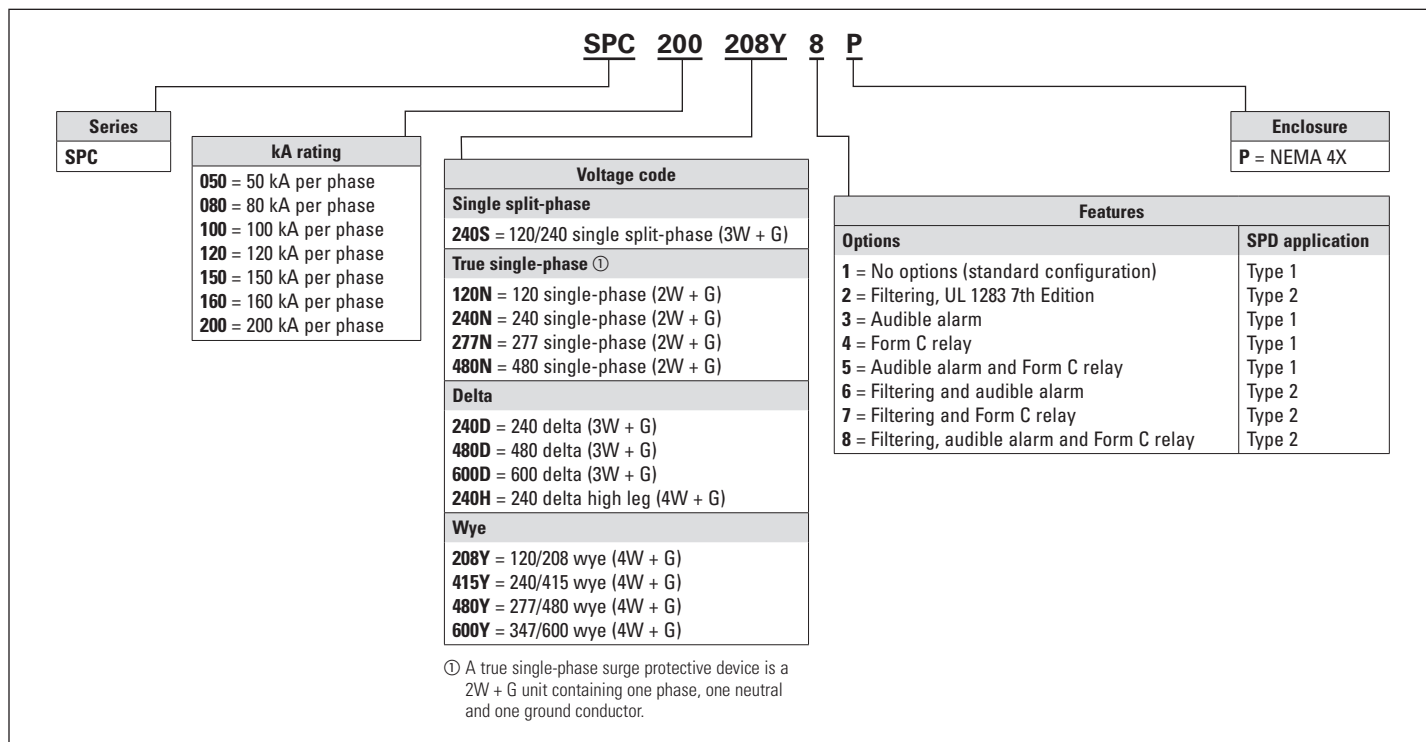 SPC 200 208Y 8 P
Series
SPC
kA rating
050 = 50 kA per phase
080 = 80 kA per phase
100 = 100 kA per phase
120 = 120 kA per phase
150 = 150 kA per phase
160 = 160 kA per phase
200 = 200 kA per phase
Voltage code
Single split-phase
240S = 120/240 single split-phase (3W + G)
True single-phase ①
120N = 120 single-phase (2W + G)
240N = 240 single-phase (2W + G)
277N = 277 single-phase (2W + G)
480N = 480 single-phase (2W + G)
Delta
240D = 240 delta (3W + G)
480D = 480 delta (3W + G)
600D = 600 delta (3W + G)
240H = 240 delta high leg (4W + G)
Wye
208Y = 120/208 wye (4W + G)
415Y = 240/415 wye (4W + G)
480Y = 277/480 wye (4W + G)
600Y = 347/600 wye (4W + G)
① A true single-phase surge protective device is a
2W + G unit containing one phase, one neutral
and one ground conductor.
Features
Options SPD application
1 = No options (standard configuration) Type 1
2 = Filtering, UL 1283 7th Edition Type 2
3 = Audible alarm Type 1
4 = Form C relay Type 1
5 = Audible alarm and Form C relay Type 1
6 = Filtering and audible alarm Type 2
7 = Filtering and Form C relay Type 2
8 = Filtering, audible alarm and Form C relay Type 2
Enclosure
P = NEMA 4X